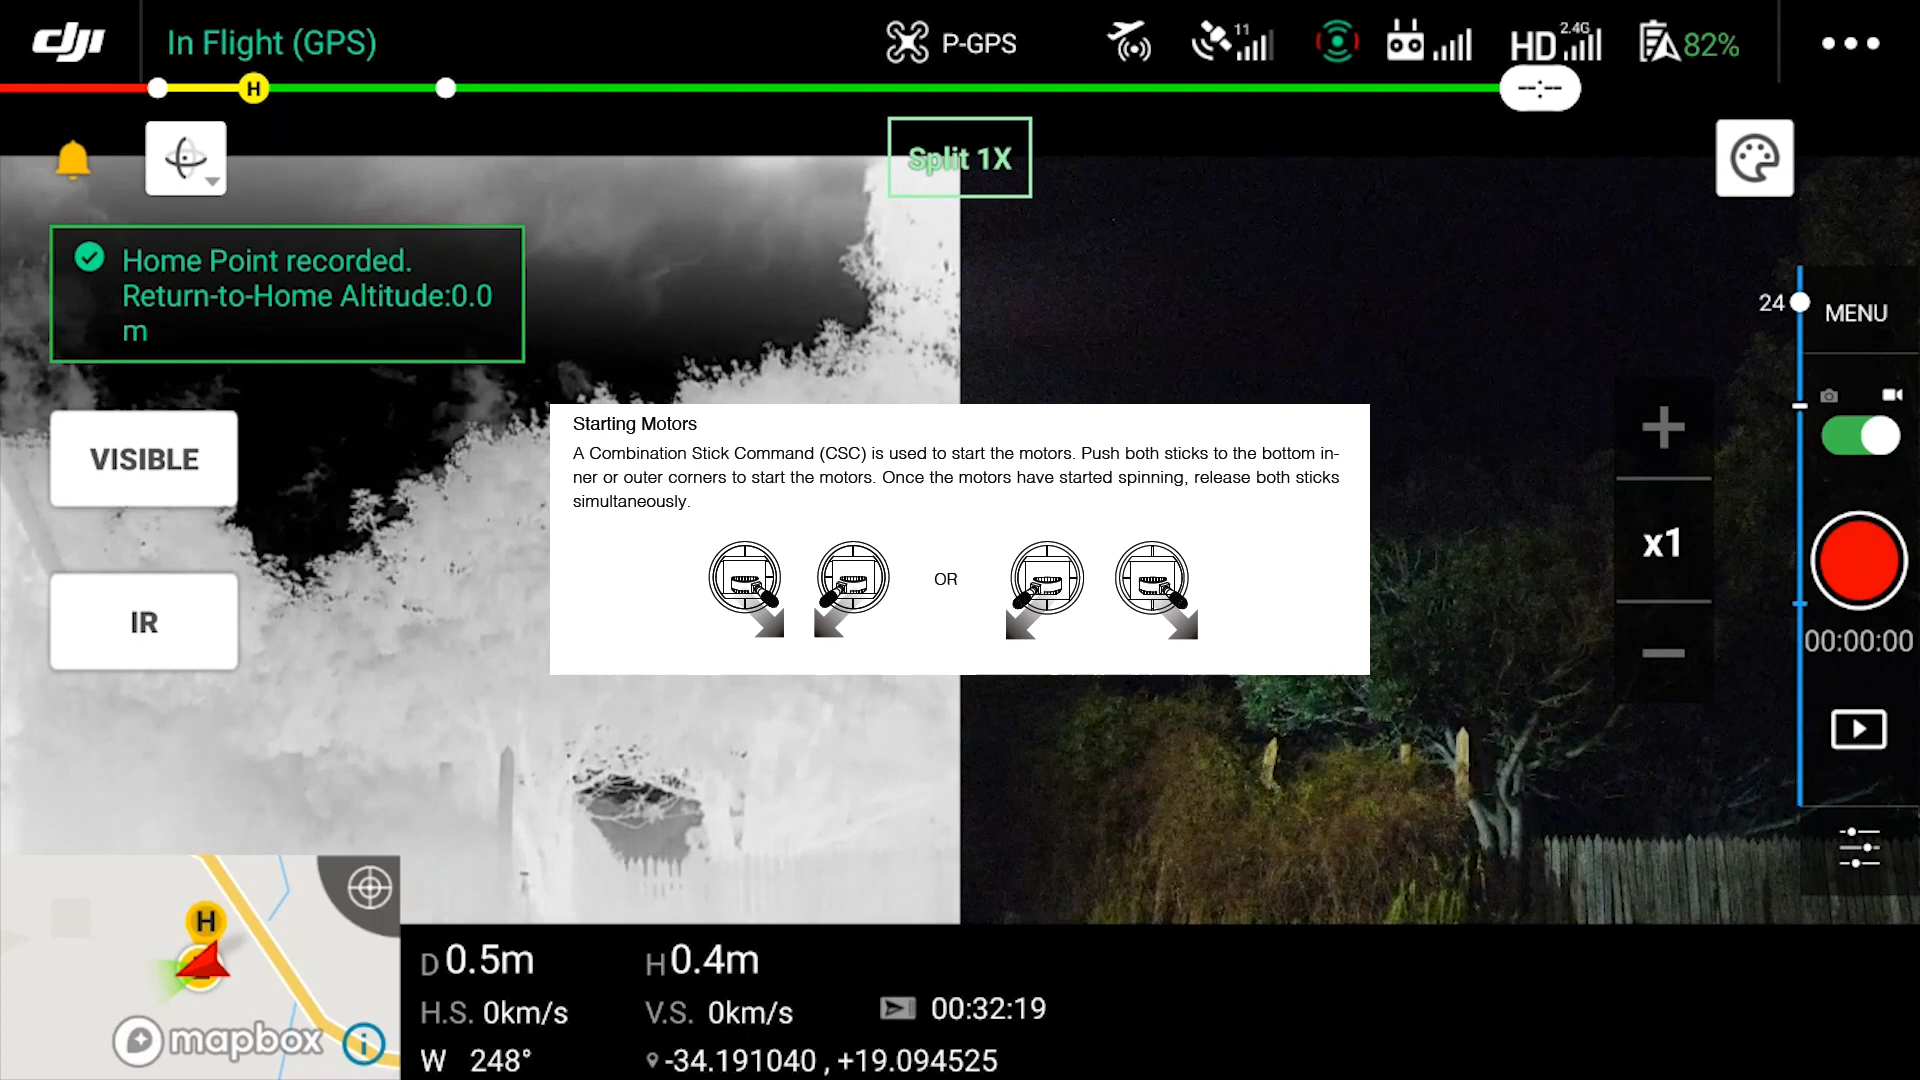 dji
In Flight (GPS)
P-GPS
11
HD 2.4G
82%
H
--:--
Split 1X
Home Point recorded.
Return-to-Home Altitude:0.0
m
24
MENU
VISIBLE
Starting Motors
A Combination Stick Command (CSC) is used to start the motors. Push both sticks to the bottom in-
ner or outer corners to start the motors. Once the motors have started spinning, release both sticks
simultaneously.
x1
OR
IR
00:00:00
H
D 0.5m
H 0.4m
H.S. 0km/s
V.S. 0km/s
00:32:19
mapbox
i
W 248°
-34.191040 , +19.094525